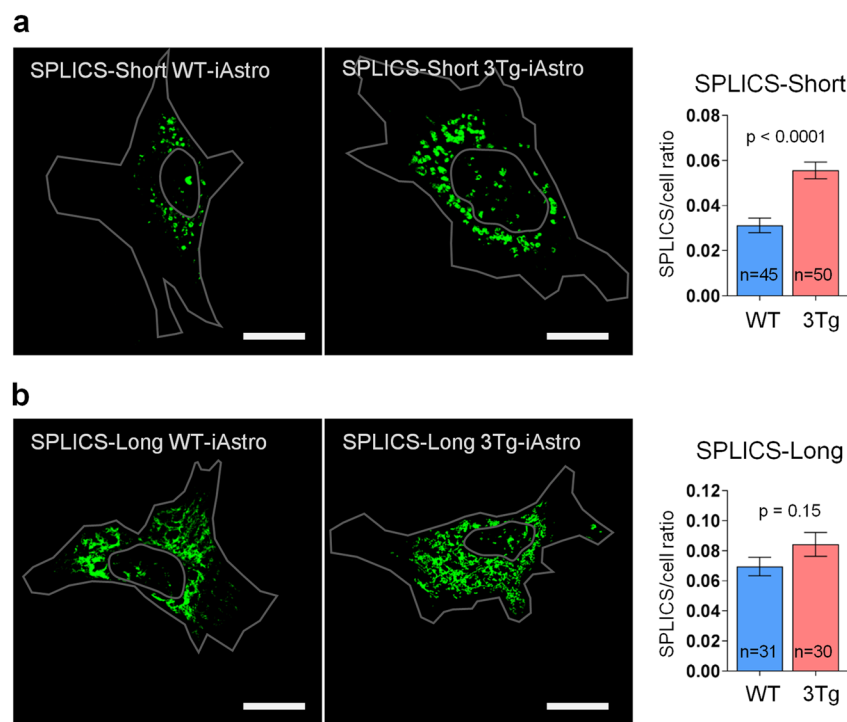 a
SPLICS-Short WT-iAstro
SPLICS-Short 3Tg-iAstro
SPLICS-Short
SPLICS/cell ratio
0.08
0.06
0.04
0.02
0.00
p < 0.0001
n=45
n=50
WT
3Tg
b
SPLICS-Long WT-iAstro
SPLICS-Long 3Tg-iAstro
SPLICS-Long
SPLICS/cell ratio
0.12
0.10
0.08
0.06
0.04
0.02
0.00
p = 0.15
n=31
n=30
WT
3Tg